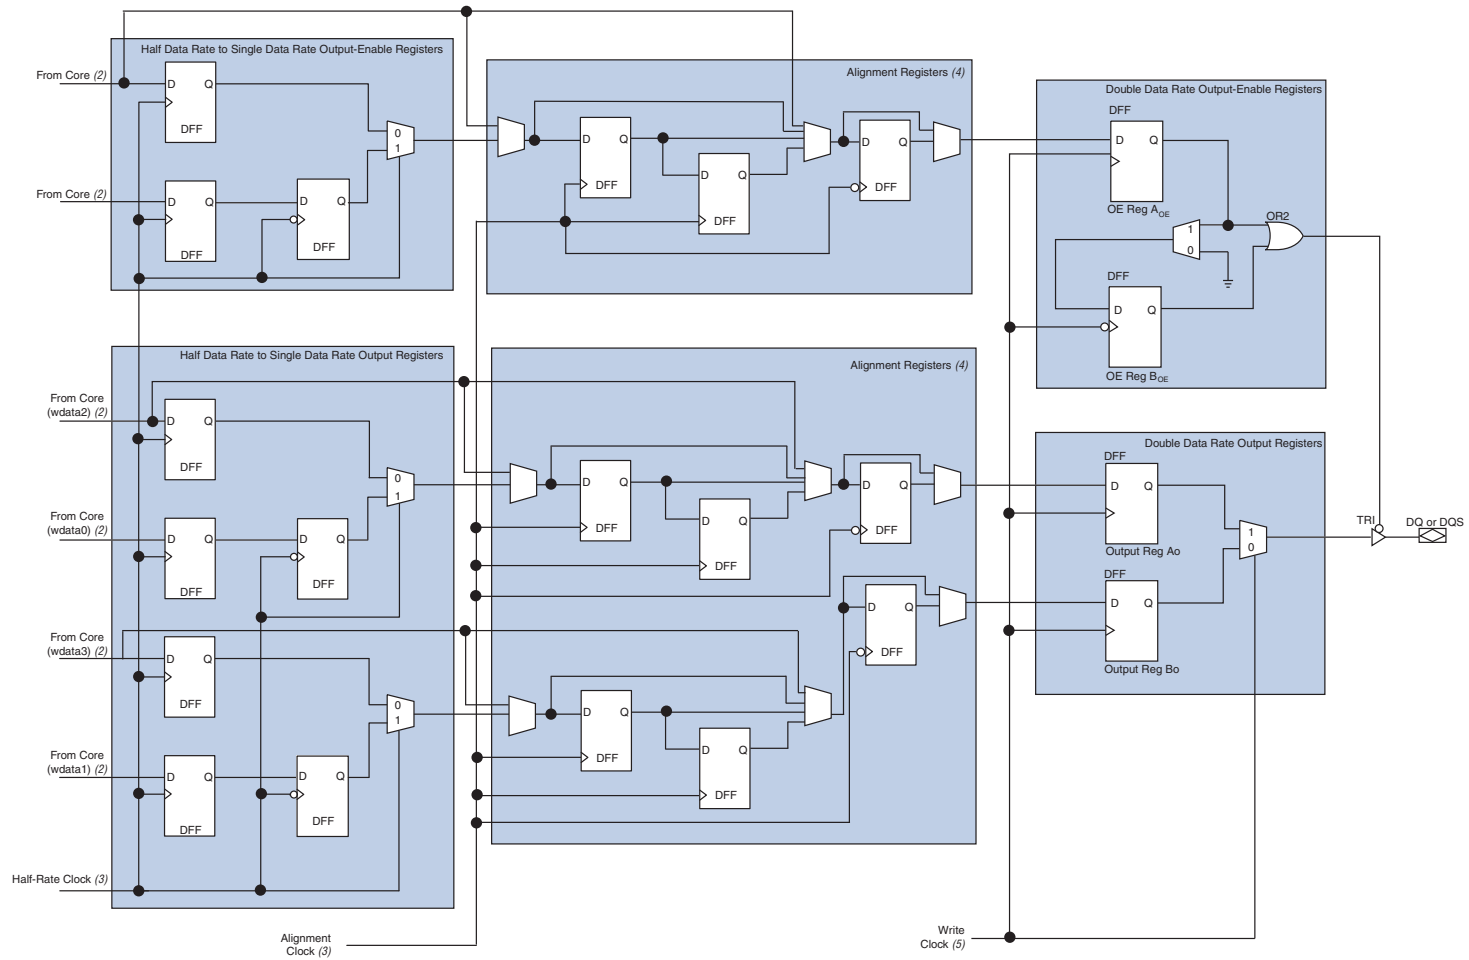 Half Data Rate to Single Data Rate Output-Enable Registers
From Core (2)
D Q
DFF
0
1
From Core (2)
D Q
DFF
D Q
DFF
Alignment Registers (4)
D Q
DFF
D Q
DFF
D Q
DFF
Double Data Rate Output-Enable Registers
DFF
D Q
OE Reg AOE
OR2
1
0
DFF
D Q
OE Reg BOE
Half Data Rate to Single Data Rate Output Registers
From Core
(wdata2) (2)
D Q
DFF
0
1
From Core
(wdata0) (2)
D Q
DFF
D Q
DFF
From Core
(wdata3) (2)
D Q
DFF
0
1
From Core
(wdata1) (2)
D Q
DFF
D Q
DFF
Half-Rate Clock (3)
Alignment Registers (4)
D Q
DFF
D Q
DFF
D Q
DFF
D Q
DFF
D Q
DFF
D Q
DFF
Alignment
Clock (3)
Double Data Rate Output Registers
DFF
D Q
Output Reg Ao
1
0
DFF
D Q
Output Reg Bo
TRI
DQ or DQS
Write
Clock (5)